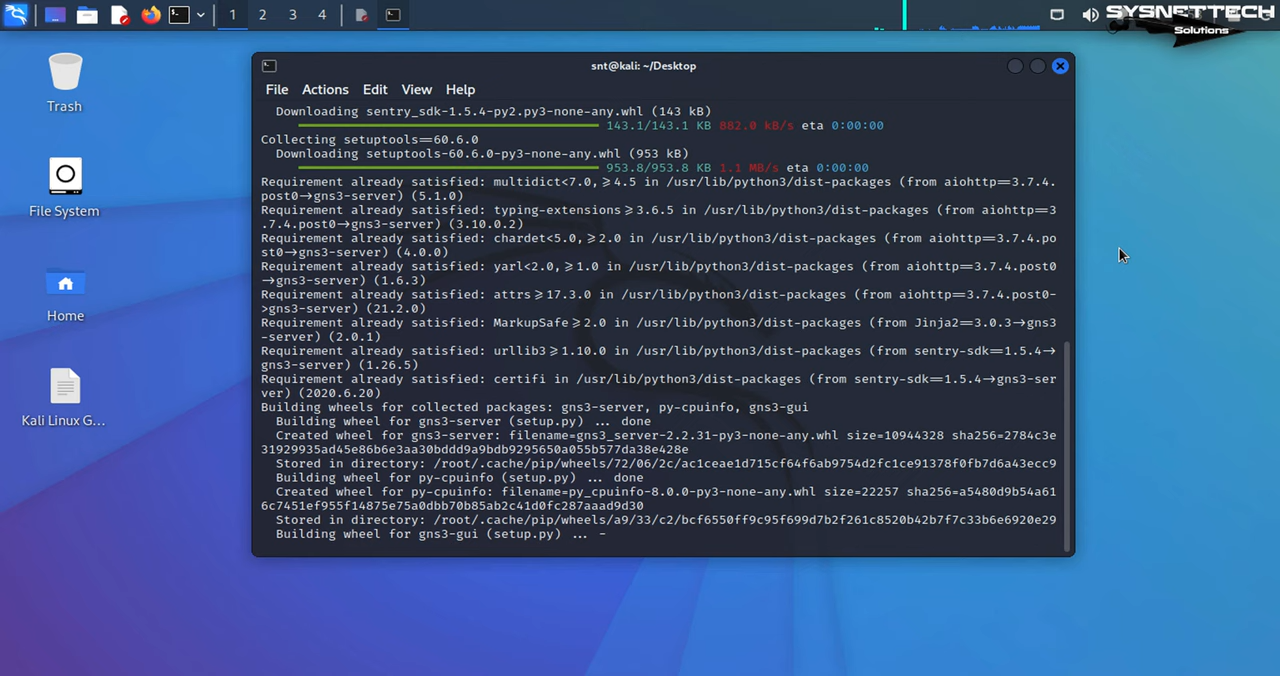 1 2 3 4
SYSNETTECH
Solutions
Trash
File System
Home
Kali Linux G...
snt@kali: ~/Desktop
File Actions Edit View Help
Downloading sentry_sdk-1.5.4-py2.py3-none-any.whl (143 kB)
143.1/143.1 KB 882.0 kB/s eta 0:00:00
Collecting setuptools==60.6.0
Downloading setuptools-60.6.0-py3-none-any.whl (953 kB)
953.8/953.8 KB 1.1 MB/s eta 0:00:00
Requirement already satisfied: multidict<7.0,>=4.5 in /usr/lib/python3/dist-packages (from aiohttp==3.7.4.
post0->gns3-server) (5.1.0)
Requirement already satisfied: typing-extensions>=3.6.5 in /usr/lib/python3/dist-packages (from aiohttp==3
.7.4.post0->gns3-server) (3.10.0.2)
Requirement already satisfied: chardet<5.0,>=2.0 in /usr/lib/python3/dist-packages (from aiohttp==3.7.4.po
st0->gns3-server) (4.0.0)
Requirement already satisfied: yarl<2.0,>=1.0 in /usr/lib/python3/dist-packages (from aiohttp==3.7.4.post0
->gns3-server) (1.6.3)
Requirement already satisfied: attrs>=17.3.0 in /usr/lib/python3/dist-packages (from aiohttp==3.7.4.post0-
>gns3-server) (21.2.0)
Requirement already satisfied: MarkupSafe>=2.0 in /usr/lib/python3/dist-packages (from Jinja2==3.0.3->gns3
-server) (2.0.1)
Requirement already satisfied: urllib3>=1.10.0 in /usr/lib/python3/dist-packages (from sentry-sdk==1.5.4->
gns3-server) (1.26.5)
Requirement already satisfied: certifi in /usr/lib/python3/dist-packages (from sentry-sdk==1.5.4->gns3-ser
ver) (2020.6.20)
Building wheels for collected packages: gns3-server, py-cpuinfo, gns3-gui
Building wheel for gns3-server (setup.py) ... done
Created wheel for gns3-server: filename=gns3_server-2.2.31-py3-none-any.whl size=10944328 sha256=2784c3e
31929935ad45e86b6e3aa30bddd9a9bdb9295650a055b577da38e428e
Stored in directory: /root/.cache/pip/wheels/72/06/2c/ac1ceae1d715cf64f6ab9754d2fc1ce91378f0fb7d6a43ecc9
Building wheel for py-cpuinfo (setup.py) ... done
Created wheel for py-cpuinfo: filename=py_cpuinfo-8.0.0-py3-none-any.whl size=22257 sha256=a5480d9b54a61
6c7451ef955f14875e75a0dbb70b85ab2c41d0fc287aaad9d30
Stored in directory: /root/.cache/pip/wheels/a9/33/c2/bcf6550ff9c95f699d7b2f261c8520b42b7f7c33b6e6920e29
Building wheel for gns3-gui (setup.py) ... -